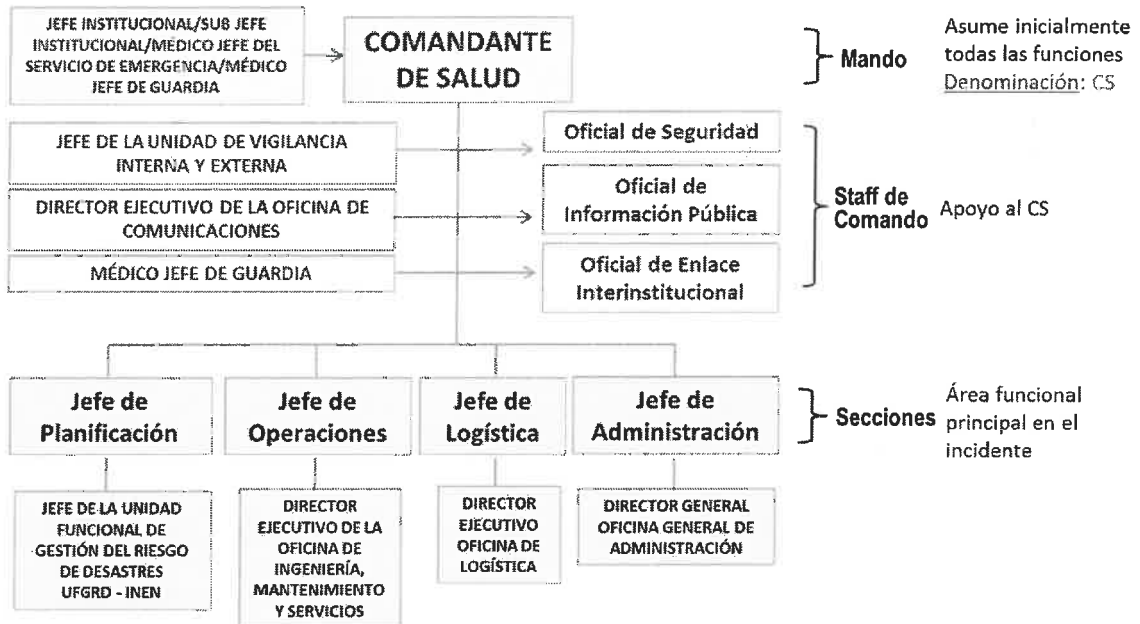 JEFE INSTITUCIONAL/SUB JEFE
INSTITUCIONAL/MÉDICO JEFE DEL
SERVICIO DE EMERGENCIA/MÉDICO
JEFE DE GUARDIA
COMANDANTE
DE SALUD
Mando
Asume inicialmente
todas las funciones
Denominación: CS
JEFE DE LA UNIDAD DE VIGILANCIA
INTERNA Y EXTERNA
Oficial de Seguridad
DIRECTOR EJECUTIVO DE LA OFICINA DE
COMUNICACIONES
Oficial de
Información Pública
MÉDICO JEFE DE GUARDIA
Oficial de Enlace
Interinstitucional
Staff de
Comando
Apoyo al CS
Jefe de
Planificación
Jefe de
Operaciones
Jefe de
Logística
Jefe de
Administración
Secciones
Área funcional
principal en el
incidente
JEFE DE LA UNIDAD
FUNCIONAL DE
GESTIÓN DEL RIESGO
DE DESASTRES
UFGRD - INEN
DIRECTOR
EJECUTIVO DE LA
OFICINA DE
INGENIERÍA,
MANTENIMIENTO
Y SERVICIOS
DIRECTOR
EJECUTIVO
OFICINA DE
LOGÍSTICA
DIRECTOR GENERAL
OFICINA GENERAL DE
ADMINISTRACIÓN